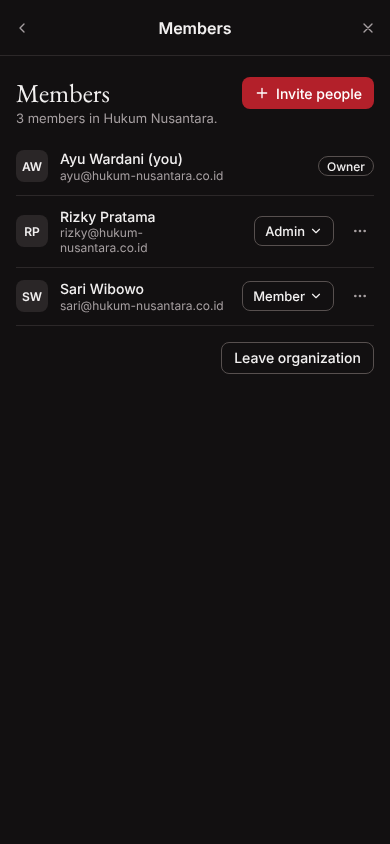 Members
Members
Invite people
3 members in Hukum Nusantara.
AW
Ayu Wardani (you)
ayu@hukum-nusantara.co.id
Owner
RP
Rizky Pratama
rizky@hukum-
nusantara.co.id
Admin
SW
Sari Wibowo
sari@hukum-nusantara.co.id
Member
Leave organization